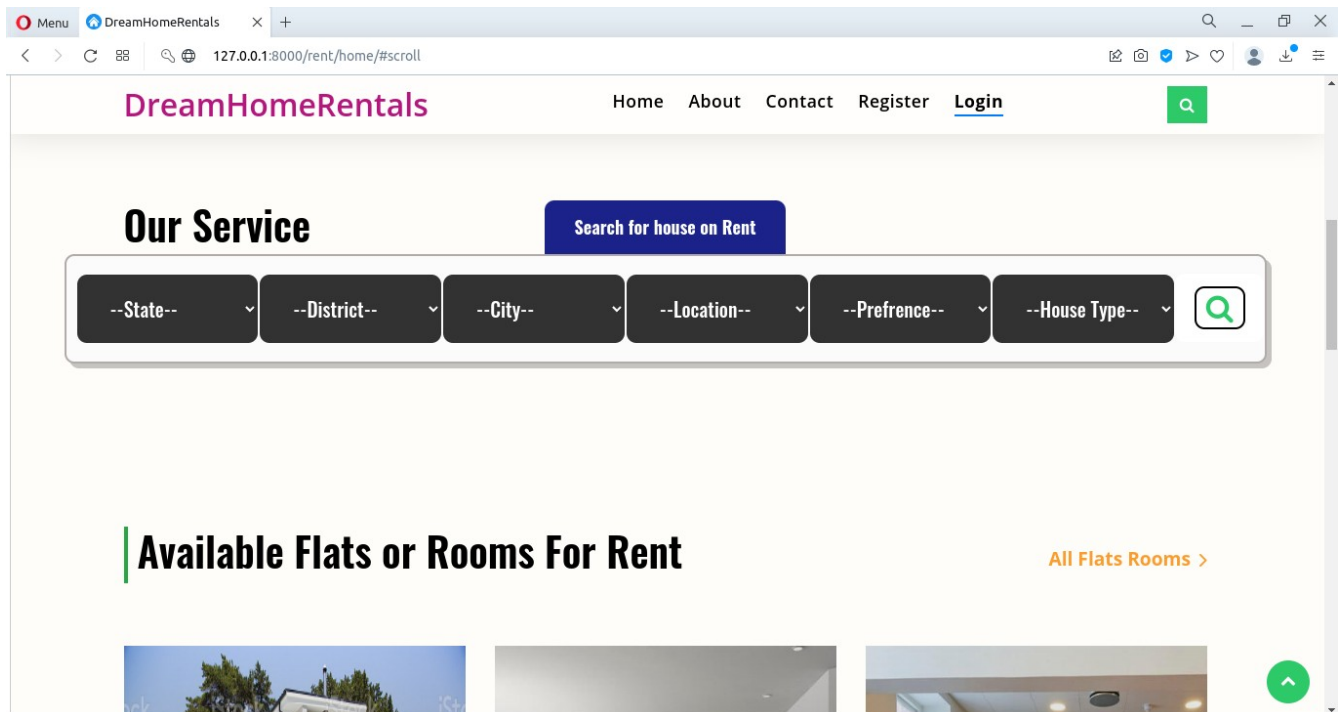 Menu
DreamHomeRentals
127.0.0.1:8000/rent/home/#scroll
DreamHomeRentals
Home About Contact Register Login
Our Service
Search for house on Rent
--State-- --District-- --City-- --Location-- --Prefrence-- --House Type--
Available Flats or Rooms For Rent
All Flats Rooms >